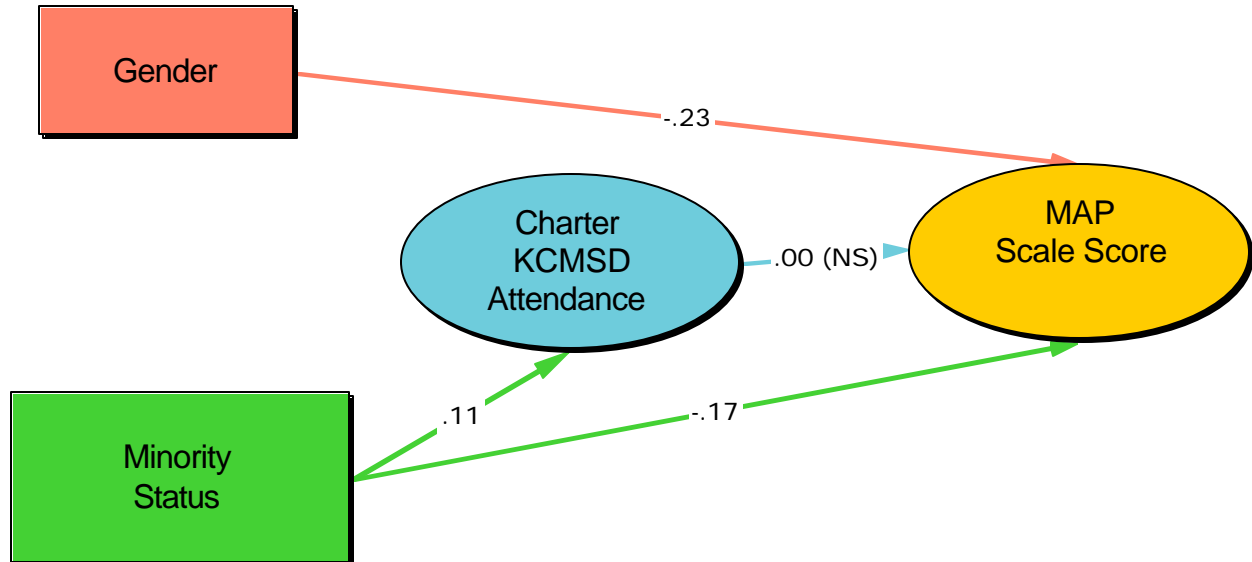 Gender
-.23
Charter
KCMSD
Attendance
MAP
Scale Score
.00 (NS)
.11
-.17
Minority
Status